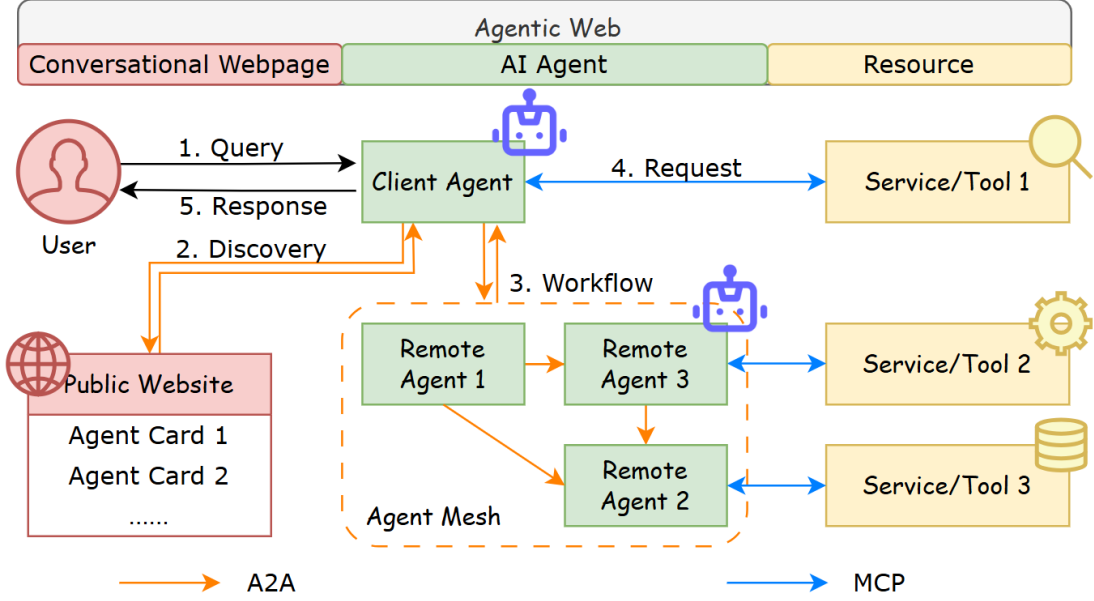 Agentic Web
Conversational Webpage
AI Agent
Resource
1. Query
Client Agent
4. Request
Service/Tool 1
5. Response
User
2. Discovery
3. Workflow
Public Website
Agent Card 1
Agent Card 2
......
Remote
Agent 1
Remote
Agent 3
Service/Tool 2
Remote
Agent 2
Service/Tool 3
Agent Mesh
A2A
MCP